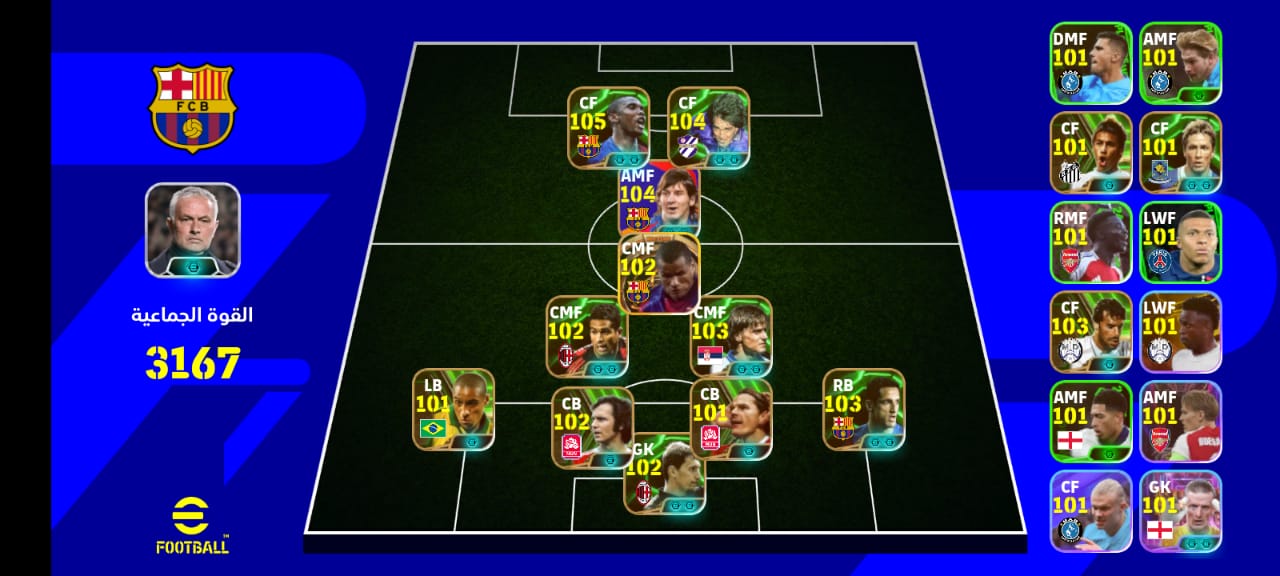 FCB
القوة الجماعية
3167
FOOTBALL™
CF
105
CF
104
AMF
104
CMF
102
CMF
102
CMF
103
LB
101
CB
102
CB
101
RB
103
GK
102
DMF
101
AMF
101
CF
101
CF
101
RMF
101
LWF
101
CF
103
LWF
101
AMF
101
AMF
101
CF
101
GK
101